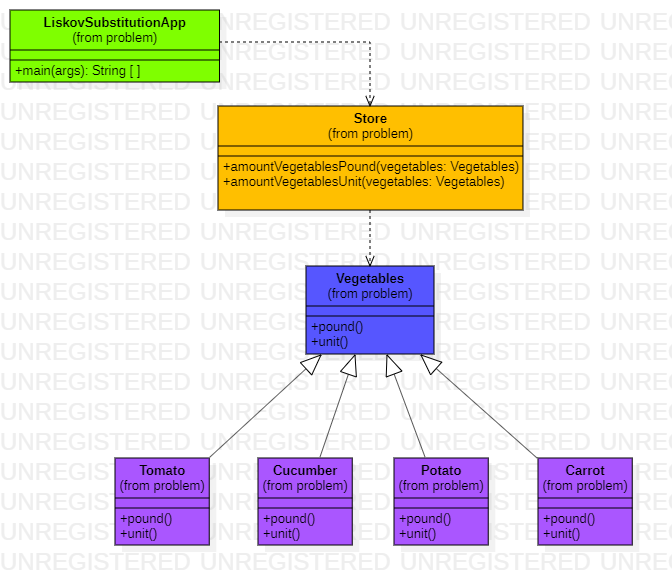 LiskovSubstitutionApp
(from problem)
+main(args): String [ ]
Store
(from problem)
+amountVegetablesPound(vegetables: Vegetables)
+amountVegetablesUnit(vegetables: Vegetables)
Vegetables
(from problem)
+pound()
+unit()
Tomato
(from problem)
+pound()
+unit()
Cucumber
(from problem)
+pound()
+unit()
Potato
(from problem)
+pound()
+unit()
Carrot
(from problem)
+pound()
+unit()
UNREGISTERED